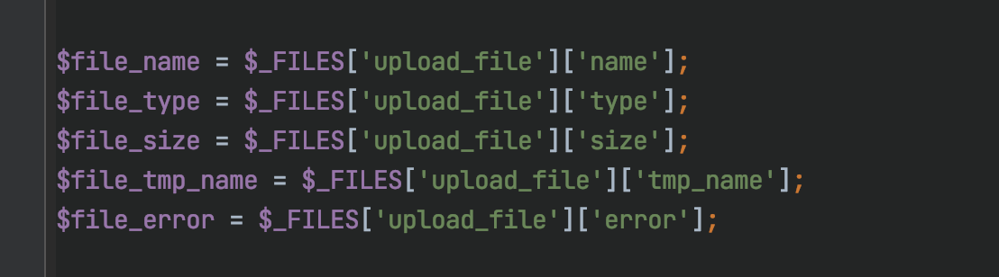 $file_name = $_FILES['upload_file']['name'];
$file_type = $_FILES['upload_file']['type'];
$file_size = $_FILES['upload_file']['size'];
$file_tmp_name = $_FILES['upload_file']['tmp_name'];
$file_error = $_FILES['upload_file']['error'];